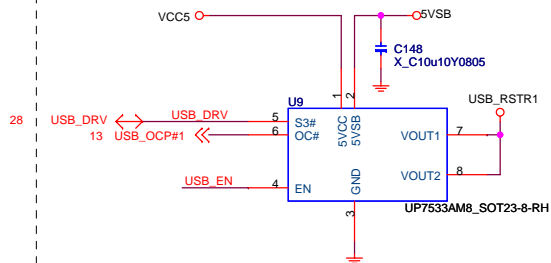 VCC5
5VSB
C148
X_C10u10Y0805
U9
1
2
USB_RSTR1
28
USB_DRV
USB_DRV
5
S3#
5VCC
5VSB
VOUT1
7
13
USB_OCP#1
6
OC#
VOUT2
8
USB_EN
4
EN
GND
3
UP7533AM8_SOT23-8-RH